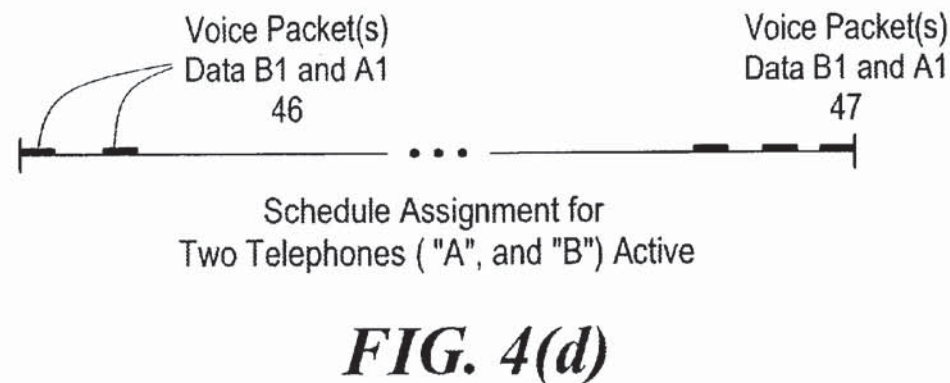 Voice Packet(s)
Data B1 and A1
46
Voice Packet(s)
Data B1 and A1
47
Schedule Assignment for
Two Telephones ( "A", and "B") Active
FIG. 4(d)